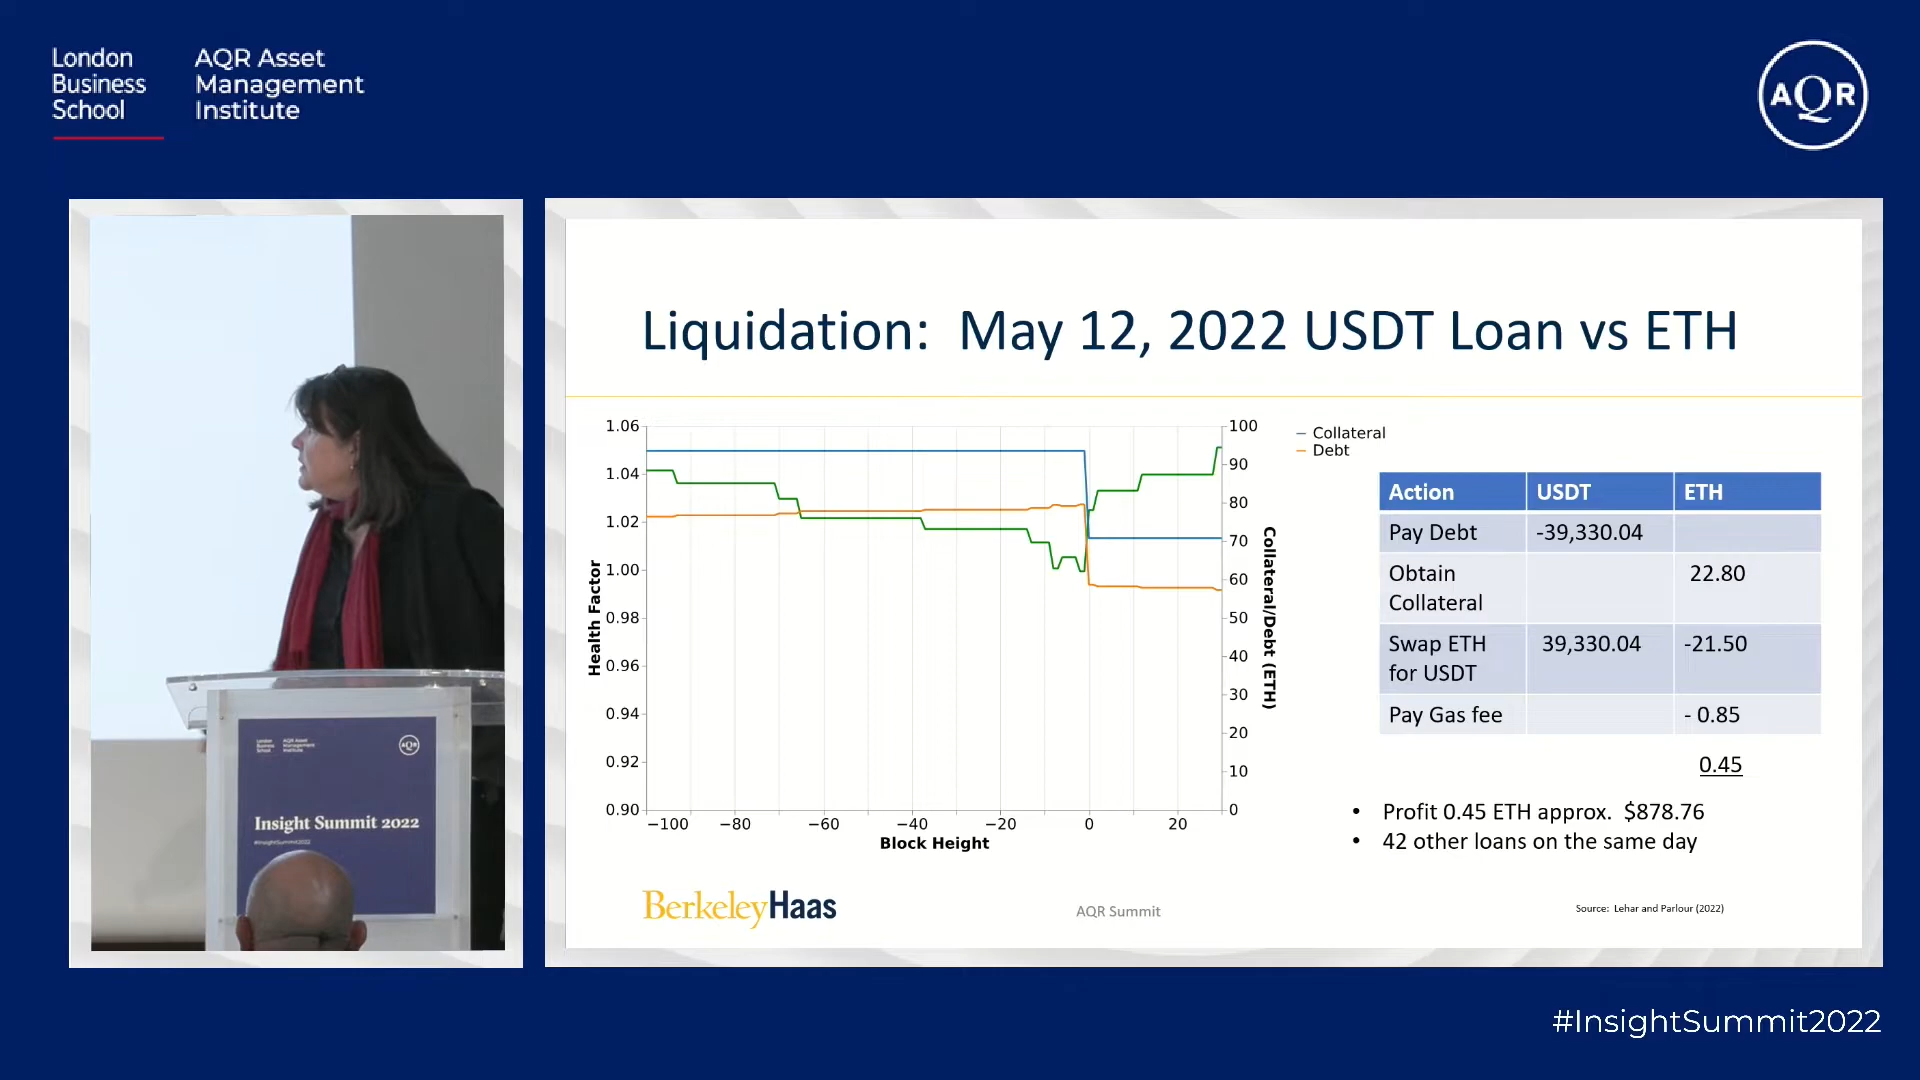 London
Business
School
AQR Asset
Management
Institute
AQR
Insight Summit 2022
#InsightSummit2022
Liquidation:  May 12, 2022 USDT Loan vs ETH
1.06
1.04
1.02
1.00
0.98
0.96
0.94
0.92
0.90
Health Factor
−100 −80 −60 −40 −20 0 20
Block Height
100
90
80
70
60
50
40
30
20
10
0
Collateral/Debt (ETH)
Collateral
Debt
Action USDT ETH
Pay Debt -39,330.04
Obtain Collateral 22.80
Swap ETH for USDT 39,330.04 -21.50
Pay Gas fee - 0.85
0.45
• Profit 0.45 ETH approx.  $878.76
• 42 other loans on the same day
BerkeleyHaas
AQR Summit
Source:  Lehar and Parlour (2022)
#InsightSummit2022